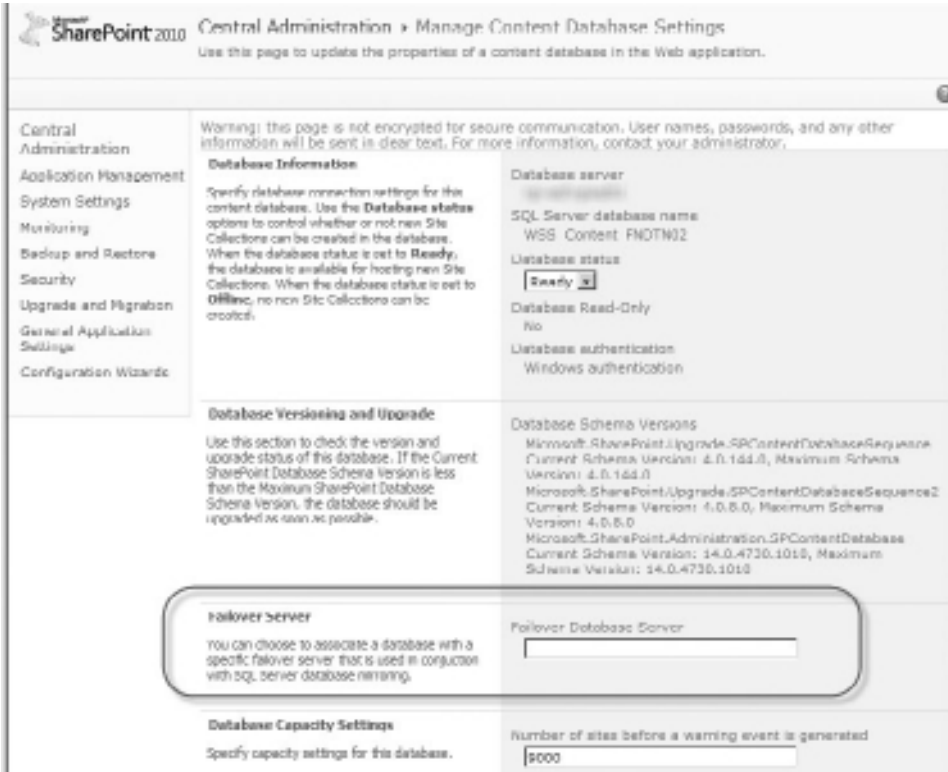 Microsoft
SharePoint 2010
Central Administration ▸ Manage Content Database Settings
Use this page to update the properties of a content database in the Web application.
Central
Administration
Application Management
System Settings
Monitoring
Backup and Restore
Security
Upgrade and Migration
General Application
Settings
Configuration Wizards
Warning: this page is not encrypted for secure communication. User names, passwords, and any other
information will be sent in clear text. For more information, contact your administrator.
Database Information
Specify database connection settings for this
content database. Use the Database status
options to control whether or not new Site
Collections can be created in the database.
When the database status is set to Ready,
the database is available for hosting new Site
Collections. When the database status is set to
Offline, no new Site Collections can be
created.
Database server
SQL Server database name
WSS_Content_FNDTN02
Database status
Ready
Database Read-Only
No
Database authentication
Windows authentication
Database Versioning and Upgrade
Use this section to check the version and
upgrade status of this database. If the Current
SharePoint Database Schema Version is less
than the Maximum SharePoint Database
Schema Version, the database should be
upgraded as soon as possible.
Database Schema Versions
Microsoft.SharePoint.Upgrade.SPContentDatabaseSequence
Current Schema Version: 4.0.144.0, Maximum Schema
Version: 4.0.144.0
Microsoft.SharePoint.Upgrade.SPContentDatabaseSequence2
Current Schema Version: 4.0.8.0, Maximum Schema
Version: 4.0.8.0
Microsoft.SharePoint.Administration.SPContentDatabase
Current Schema Version: 14.0.4730.1010, Maximum
Schema Version: 14.0.4730.1010
Failover Server
You can choose to associate a database with a
specific failover server that is used in conjuction
with SQL Server database mirroring.
Failover Database Server
Database Capacity Settings
Specify capacity settings for this database.
Number of sites before a warning event is generated
9000